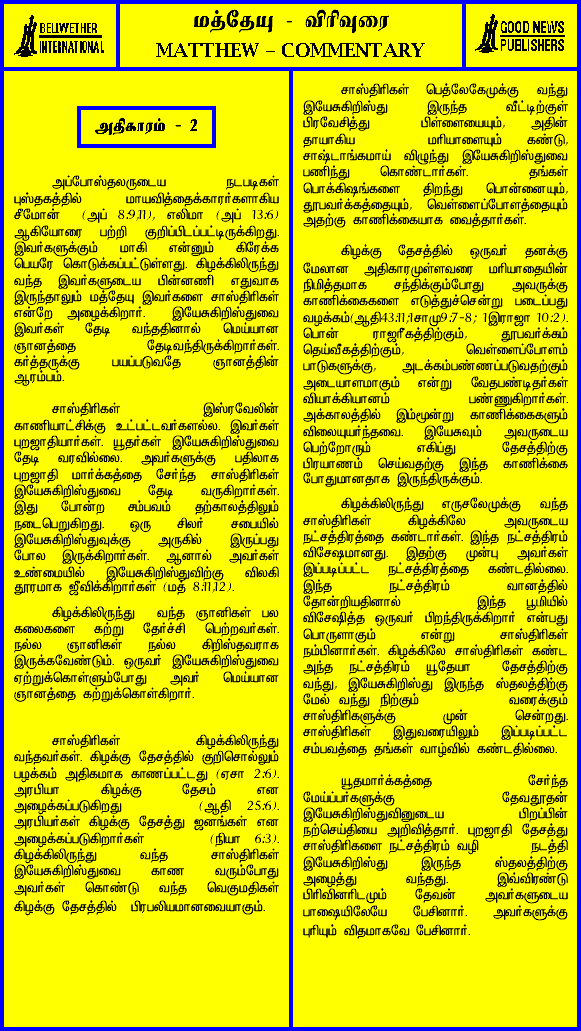 BELWETHER
INTERNATIONAL
மத்தேயு - விரிவுரை
MATTHEW – COMMENTARY
GOOD NEWS
PUBLISHERS
அதிகாரம் - 2
அப்போஸ்தலருடைய நடபடிகள்
புஸ்தகத்தில் மாயவித்தைக்காரர்களாகிய
சீமோன் (அப் 8:9,11), எலிமா (அப் 13:6)
ஆகியோரை பற்றி குறிப்பிடப்பட்டிருக்கிறது.
இவர்களுக்கும் மாகி என்னும் கிரேக்க
பெயரே கொடுக்கப்பட்டுள்ளது. கிழக்கிலிருந்து
வந்த இவர்களுடைய பின்னணி எதுவாக
இருந்தாலும் மத்தேயு இவர்களை சாஸ்திரிகள்
என்றே அழைக்கிறார். இயேசுகிறிஸ்துவை
இவர்கள் தேடி வந்ததினால் மெய்யான
ஞானத்தை தேடிவந்திருக்கிறார்கள்.
கர்த்தருக்கு பயப்படுவதே ஞானத்தின்
ஆரம்பம்.
சாஸ்திரிகள் இஸ்ரவேலின்
காணியாட்சிக்கு உட்பட்டவர்களல்ல. இவர்கள்
புறஜாதியார்கள். யூதர்கள் இயேசுகிறிஸ்துவை
தேடி வரவில்லை. அவர்களுக்கு பதிலாக
புறஜாதி மார்க்கத்தை சேர்ந்த சாஸ்திரிகள்
இயேசுகிறிஸ்துவை தேடி வருகிறார்கள்.
இது போன்ற சம்பவம் தற்காலத்திலும்
நடைபெறுகிறது. ஒரு சிலர் சபையில்
இயேசுகிறிஸ்துவுக்கு அருகில் இருப்பது
போல இருக்கிறார்கள். ஆனால் அவர்கள்
உண்மையில் இயேசுகிறிஸ்துவிற்கு விலகி
தூரமாக ஜீவிக்கிறார்கள் (மத் 8:11,12).
கிழக்கிலிருந்து வந்த ஞானிகள் பல
கலைகளை கற்று தேர்ச்சி பெற்றவர்கள்.
நல்ல ஞானிகள் நல்ல கிறிஸ்தவராக
இருக்கவேண்டும். ஒருவர் இயேசுகிறிஸ்துவை
ஏற்றுக்கொள்ளும்போது அவர் மெய்யான
ஞானத்தை கற்றுக்கொள்கிறார்.
சாஸ்திரிகள் கிழக்கிலிருந்து
வந்தவர்கள். கிழக்கு தேசத்தில் குறிசொல்லும்
பழக்கம் அதிகமாக காணப்பட்டது (ஏசா 2:6).
அரபியா கிழக்கு தேசம் என
அழைக்கப்படுகிறது (ஆதி 25:6).
அரபியர்கள் கிழக்கு தேசத்து ஜனங்கள் என
அழைக்கப்படுகிறார்கள் (நியா 6:3).
கிழக்கிலிருந்து வந்த சாஸ்திரிகள்
இயேசுகிறிஸ்துவை காண வரும்போது
அவர்கள் கொண்டு வந்த வெகுமதிகள்
கிழக்கு தேசத்தில் பிரபலியமானவையாகும்.
சாஸ்திரிகள் பெத்லேகேமுக்கு வந்து
இயேசுகிறிஸ்து இருந்த வீட்டிற்குள்
பிரவேசித்து பிள்ளையையும், அதின்
தாயாகிய மரியாளையும் கண்டு,
சாஷ்டாங்கமாய் விழுந்து இயேசுகிறிஸ்துவை
பணிந்து கொண்டார்கள். தங்கள்
பொக்கிஷங்களை திறந்து பொன்னையும்,
தூபவர்க்கத்தையும், வெள்ளைப்போளத்தையும்
அதற்கு காணிக்கையாக வைத்தார்கள்.
கிழக்கு தேசத்தில் ஒருவர் தனக்கு
மேலான அதிகாரமுள்ளவரை மரியாதையின்
நிமித்தமாக சந்திக்கும்போது அவருக்கு
காணிக்கைகளை எடுத்துச்சென்று படைப்பது
வழக்கம்(ஆதி43:11;1சாமு9:7-8; 1இராஜா 10:2).
பொன் ராஜரீகத்திற்கும், தூபவர்க்கம்
தெய்வீகத்திற்கும், வெள்ளைப்போளம்
பாடுகளுக்கு, அடக்கம்பண்ணப்படுவதற்கும்
அடையாளமாகும் என்று வேதபண்டிதர்கள்
வியாக்கியானம் பண்ணுகிறார்கள்.
அக்காலத்தில் இம்மூன்று காணிக்கைகளும்
விலையுயர்ந்தவை. இயேசுவும் அவருடைய
பெற்றோரும் எகிப்து தேசத்திற்கு
பிரயாணம் செய்வதற்கு இந்த காணிக்கை
போதுமானதாக இருந்திருக்கும்.
கிழக்கிலிருந்து எருசலேமுக்கு வந்த
சாஸ்திரிகள் கிழக்கிலே அவருடைய
நட்சத்திரத்தை கண்டார்கள். இந்த நட்சத்திரம்
விசேஷமானது. இதற்கு முன்பு அவர்கள்
இப்படிப்பட்ட நட்சத்திரத்தை கண்டதில்லை.
இந்த நட்சத்திரம் வானத்தில்
தோன்றியதினால் இந்த பூமியில்
விசேஷித்த ஒருவர் பிறந்திருக்கிறார் என்பது
பொருளாகும் என்று சாஸ்திரிகள்
நம்பினார்கள். கிழக்கிலே சாஸ்திரிகள் கண்ட
அந்த நட்சத்திரம் யூதேயா தேசத்திற்கு
வந்து, இயேசுகிறிஸ்து இருந்த ஸ்தலத்திற்கு
மேல் வந்து நிற்கும் வரைக்கும்
சாஸ்திரிகளுக்கு முன் சென்றது.
சாஸ்திரிகள் இதுவரையிலும் இப்படிப்பட்ட
சம்பவத்தை தங்கள் வாழ்வில் கண்டதில்லை.
யூதமார்க்கத்தை சேர்ந்த
மேய்ப்பர்களுக்கு தேவதூதன்
இயேசுகிறிஸ்துவினுடைய பிறப்பின்
நற்செய்தியை அறிவித்தார். புறஜாதி தேசத்து
சாஸ்திரிகளை நட்சத்திரம் வழி நடத்தி
இயேசுகிறிஸ்து இருந்த ஸ்தலத்திற்கு
அழைத்து வந்தது. இவ்விரண்டு
பிரிவினரிடமும் தேவன் அவர்களுடைய
பாஷையிலேயே பேசினார். அவர்களுக்கு
புரியும் விதமாகவே பேசினார்.